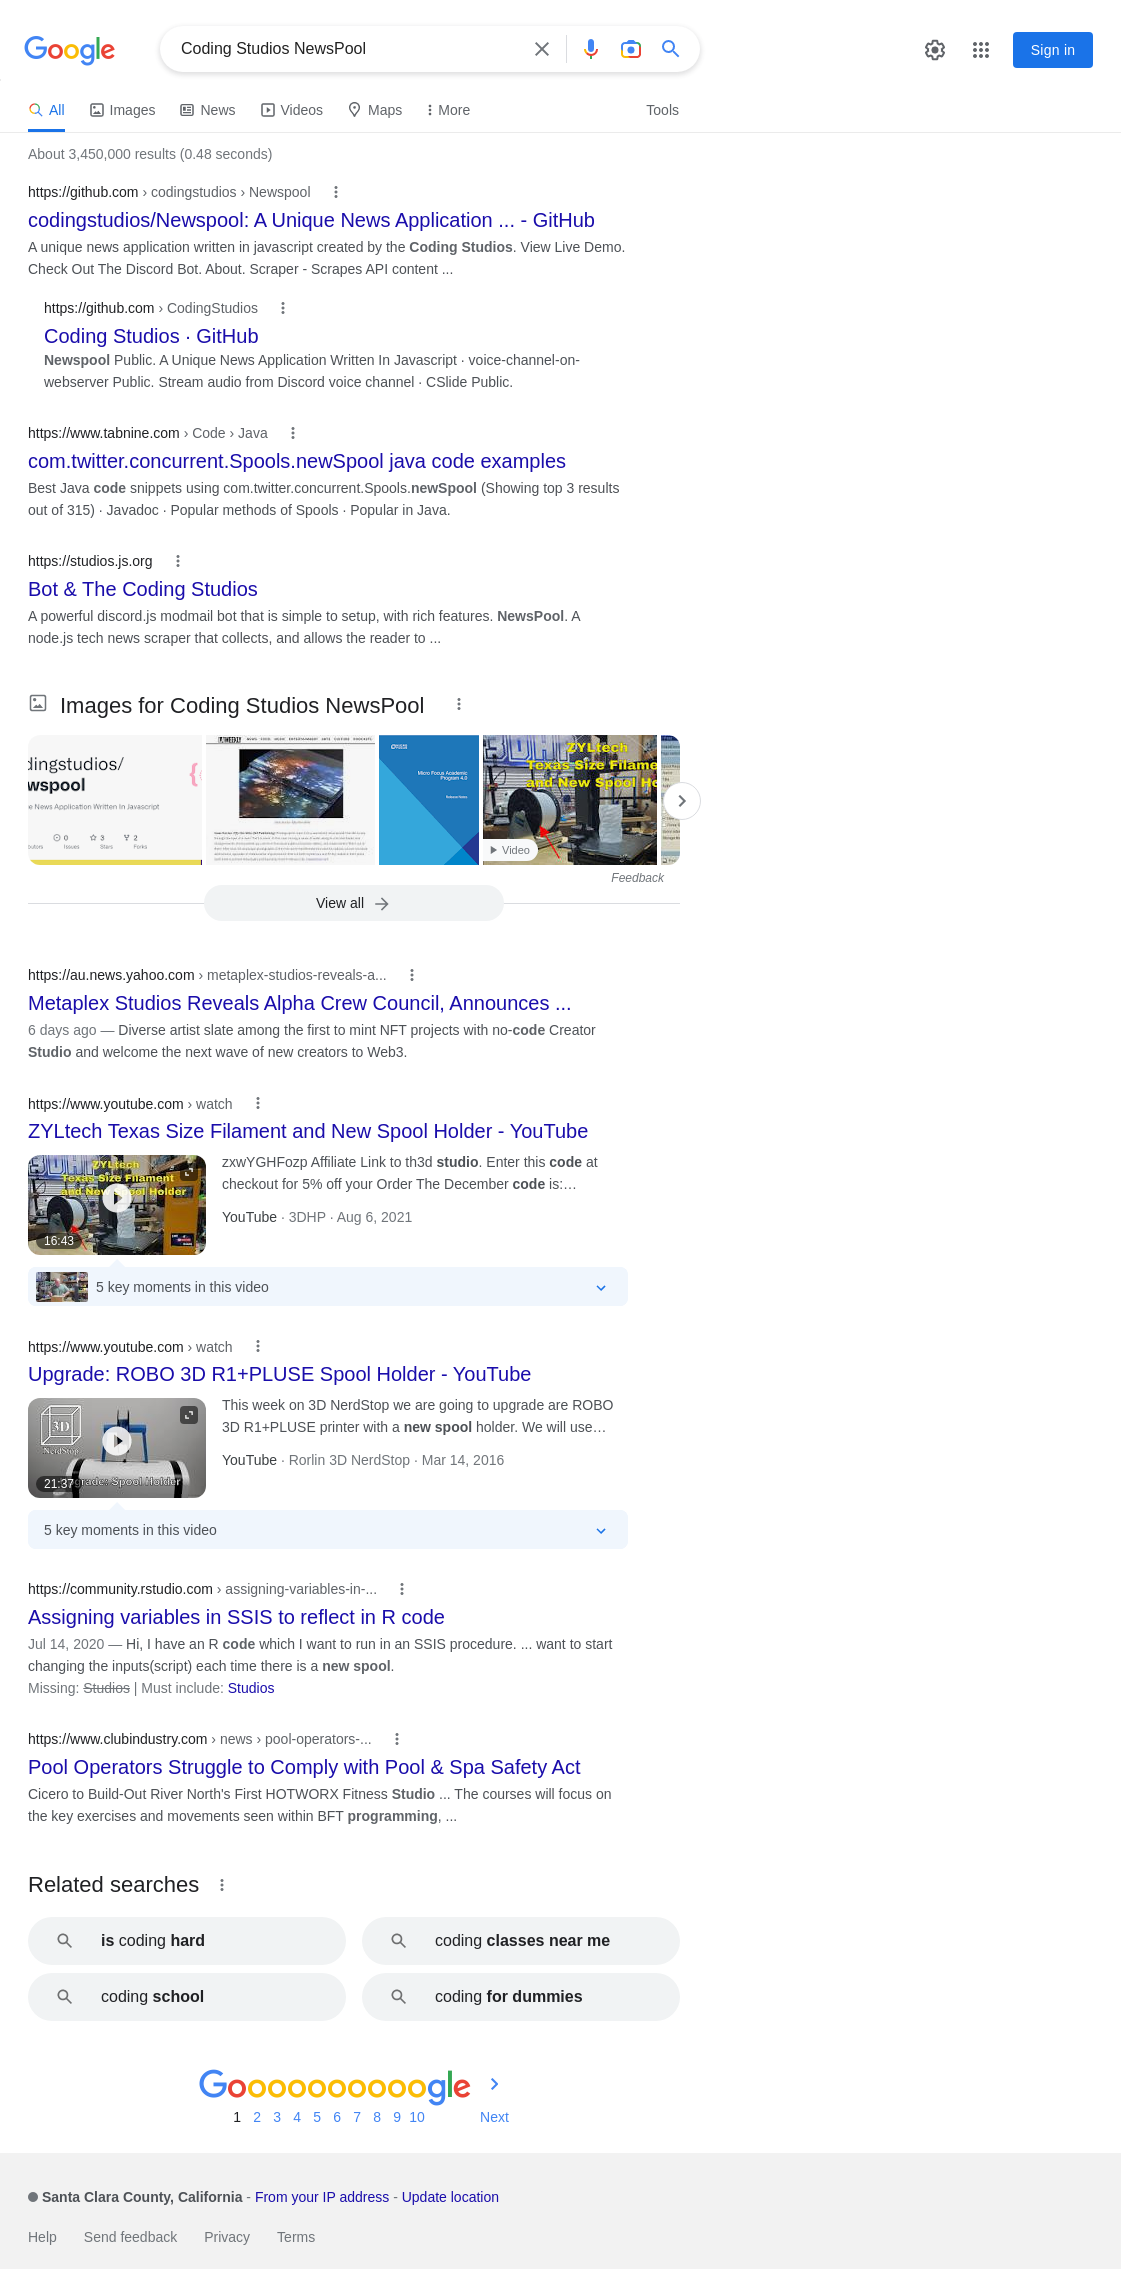 Google
Coding Studios NewsPool
Sign in
All Images News Videos Maps More Tools
About 3,450,000 results (0.48 seconds)
https://github.com › codingstudios › Newspool
codingstudios/Newspool: A Unique News Application ... - GitHub
A unique news application written in javascript created by the Coding Studios. View Live Demo.
Check Out The Discord Bot. About. Scraper - Scrapes API content ...
https://github.com › CodingStudios
Coding Studios · GitHub
Newspool Public. A Unique News Application Written In Javascript · voice-channel-on-
webserver Public. Stream audio from Discord voice channel · CSlide Public.
https://www.tabnine.com › Code › Java
com.twitter.concurrent.Spools.newSpool java code examples
Best Java code snippets using com.twitter.concurrent.Spools.newSpool (Showing top 3 results
out of 315) · Javadoc · Popular methods of Spools · Popular in Java.
https://studios.js.org
Bot & The Coding Studios
A powerful discord.js modmail bot that is simple to setup, with rich features. NewsPool. A
node.js tech news scraper that collects, and allows the reader to ...
Images for Coding Studios NewsPool
dingstudios/
wspool
e News Application Written In Javascript
0 3 2
utors Issues Stars Forks
WEEKLY NEWS FOOD MUSIC ENTERTAINMENT ARTS CULTURE PODCASTS
Micro Focus Academic
Program 4.0
Release Notes
ZYLtech
Texas Size Filame
and New Spool Ho
Video
Feedback
View all
https://au.news.yahoo.com › metaplex-studios-reveals-a...
Metaplex Studios Reveals Alpha Crew Council, Announces ...
6 days ago — Diverse artist slate among the first to mint NFT projects with no-code Creator
Studio and welcome the next wave of new creators to Web3.
https://www.youtube.com › watch
ZYLtech Texas Size Filament and New Spool Holder - YouTube
ZYLtech
Texas Size Filament
and New Spool Holder
16:43
zxwYGHFozp Affiliate Link to th3d studio. Enter this code at
checkout for 5% off your Order The December code is:…
YouTube · 3DHP · Aug 6, 2021
5 key moments in this video
https://www.youtube.com › watch
Upgrade: ROBO 3D R1+PLUSE Spool Holder - YouTube
3D
NerdStop
21:37 grade: Spool Holder
This week on 3D NerdStop we are going to upgrade are ROBO
3D R1+PLUSE printer with a new spool holder. We will use…
YouTube · Rorlin 3D NerdStop · Mar 14, 2016
5 key moments in this video
https://community.rstudio.com › assigning-variables-in-...
Assigning variables in SSIS to reflect in R code
Jul 14, 2020 — Hi, I have an R code which I want to run in an SSIS procedure. ... want to start
changing the inputs(script) each time there is a new spool.
Missing: Studios | Must include: Studios
https://www.clubindustry.com › news › pool-operators-...
Pool Operators Struggle to Comply with Pool & Spa Safety Act
Cicero to Build-Out River North's First HOTWORX Fitness Studio ... The courses will focus on
the key exercises and movements seen within BFT programming, ...
Related searches
is coding hard
coding classes near me
coding school
coding for dummies
Goooooooooogle
1 2 3 4 5 6 7 8 9 10 Next
Santa Clara County, California - From your IP address - Update location
Help Send feedback Privacy Terms